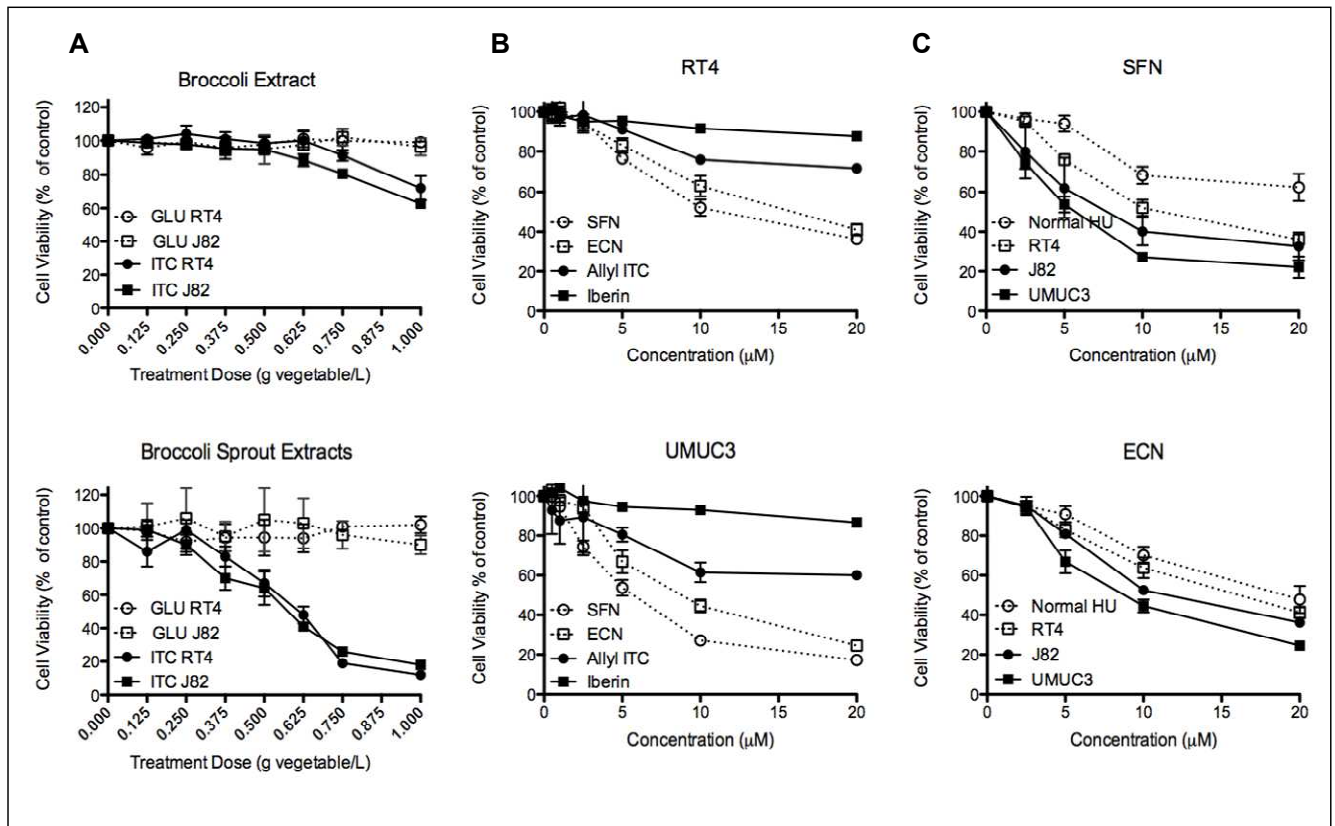 A
Broccoli Extract
Cell Viability (% of control)
120
100
80
60
40
20
0
GLU RT4
GLU J82
ITC RT4
ITC J82
0.000
0.125
0.250
0.375
0.500
0.625
0.750
0.875
1.000
Treatment Dose (g vegetable/L)
Broccoli Sprout Extracts
Cell Viability (% of control)
120
100
80
60
40
20
0
GLU RT4
GLU J82
ITC RT4
ITC J82
0.000
0.125
0.250
0.375
0.500
0.625
0.750
0.875
1.000
Treatment Dose (g vegetable/L)
B
RT4
Cell Viability (% of control)
100
80
60
40
20
0
SFN
ECN
Allyl ITC
Iberin
0 5 10 15 20
Concentration (μM)
UMUC3
Cell Viability (% of control)
100
80
60
40
20
0
SFN
ECN
Allyl ITC
Iberin
0 5 10 15 20
Concentration (μM)
C
SFN
Cell Viability (% of control)
100
80
60
40
20
0
Normal HU
RT4
J82
UMUC3
0 5 10 15 20
Concentration (μM)
ECN
Cell Viability (% of control)
100
80
60
40
20
0
Normal HU
RT4
J82
UMUC3
0 5 10 15 20
Concentration (μM)